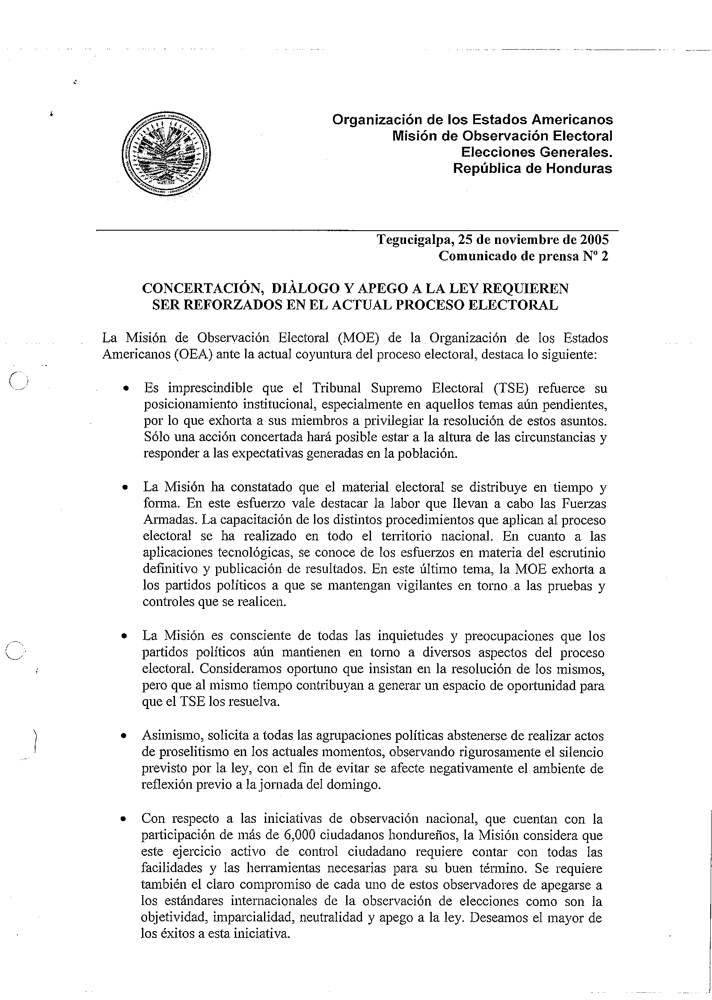 Organización de los Estados Americanos
Misión de Observación Electoral
Elecciones Generales.
República de Honduras
Tegucigalpa, 25 de noviembre de 2005
Comunicado de prensa Nº 2
CONCERTACIÓN, DIÀLOGO Y APEGO A LA LEY REQUIEREN
SER REFORZADOS EN EL ACTUAL PROCESO ELECTORAL
La Misión de Observación Electoral (MOE) de la Organización de los Estados
Americanos (OEA) ante la actual coyuntura del proceso electoral, destaca lo siguiente:
• Es imprescindible que el Tribunal Supremo Electoral (TSE) refuerce su
posicionamiento institucional, especialmente en aquellos temas aún pendientes,
por lo que exhorta a sus miembros a privilegiar la resolución de estos asuntos.
Sólo una acción concertada hará posible estar a la altura de las circunstancias y
responder a las expectativas generadas en la población.
• La Misión ha constatado que el material electoral se distribuye en tiempo y
forma. En este esfuerzo vale destacar la labor que llevan a cabo las Fuerzas
Armadas. La capacitación de los distintos procedimientos que aplican al proceso
electoral se ha realizado en todo el territorio nacional. En cuanto a las
aplicaciones tecnológicas, se conoce de los esfuerzos en materia del escrutinio
definitivo y publicación de resultados. En este último tema, la MOE exhorta a
los partidos políticos a que se mantengan vigilantes en torno a las pruebas y
controles que se realicen.
• La Misión es consciente de todas las inquietudes y preocupaciones que los
partidos políticos aún mantienen en torno a diversos aspectos del proceso
electoral. Consideramos oportuno que insistan en la resolución de los mismos,
pero que al mismo tiempo contribuyan a generar un espacio de oportunidad para
que el TSE los resuelva.
• Asimismo, solicita a todas las agrupaciones políticas abstenerse de realizar actos
de proselitismo en los actuales momentos, observando rigurosamente el silencio
previsto por la ley, con el fin de evitar se afecte negativamente el ambiente de
reflexión previo a la jornada del domingo.
• Con respecto a las iniciativas de observación nacional, que cuentan con la
participación de más de 6,000 ciudadanos hondureños, la Misión considera que
este ejercicio activo de control ciudadano requiere contar con todas las
facilidades y las herramientas necesarias para su buen término. Se requiere
también el claro compromiso de cada uno de estos observadores de apegarse a
los estándares internacionales de la observación de elecciones como son la
objetividad, imparcialidad, neutralidad y apego a la ley. Deseamos el mayor de
los éxitos a esta iniciativa.